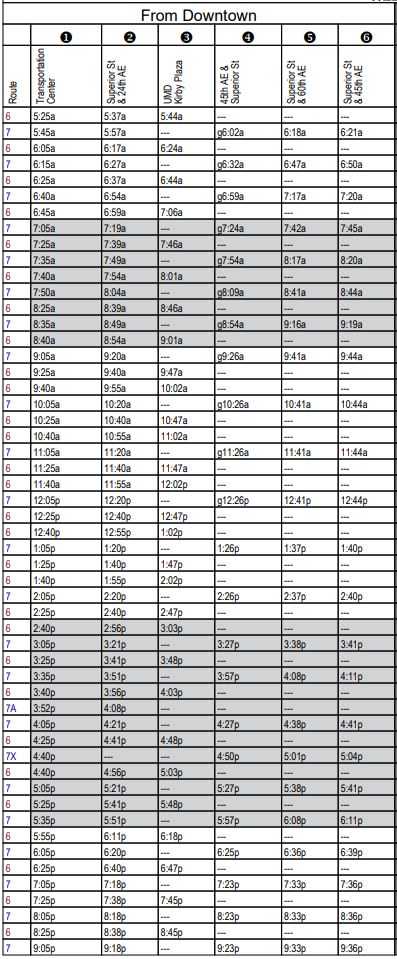 From Downtown
❶ ❷ ❸ ❹ ❺ ❻
Route Transportation Center Superior St & 24th AE UMD Kirby Plaza 45th AE & Superior St Superior St & 60th AE Superior St & 45th AE
6 5:25a 5:37a 5:44a --- --- ---
7 5:45a 5:57a --- g6:02a 6:18a 6:21a
6 6:05a 6:17a 6:24a --- --- ---
7 6:15a 6:27a --- g6:32a 6:47a 6:50a
6 6:25a 6:37a 6:44a --- --- ---
7 6:40a 6:54a --- g6:59a 7:17a 7:20a
6 6:45a 6:59a 7:06a --- --- ---
7 7:05a 7:19a --- g7:24a 7:42a 7:45a
6 7:25a 7:39a 7:46a --- --- ---
7 7:35a 7:49a --- g7:54a 8:17a 8:20a
6 7:40a 7:54a 8:01a --- --- ---
7 7:50a 8:04a --- g8:09a 8:41a 8:44a
6 8:25a 8:39a 8:46a --- --- ---
7 8:35a 8:49a --- g8:54a 9:16a 9:19a
6 8:40a 8:54a 9:01a --- --- ---
7 9:05a 9:20a --- g9:26a 9:41a 9:44a
6 9:25a 9:40a 9:47a --- --- ---
6 9:40a 9:55a 10:02a --- --- ---
7 10:05a 10:20a --- g10:26a 10:41a 10:44a
6 10:25a 10:40a 10:47a --- --- ---
6 10:40a 10:55a 11:02a --- --- ---
7 11:05a 11:20a --- g11:26a 11:41a 11:44a
6 11:25a 11:40a 11:47a --- --- ---
6 11:40a 11:55a 12:02p --- --- ---
7 12:05p 12:20p --- g12:26p 12:41p 12:44p
6 12:25p 12:40p 12:47p --- --- ---
6 12:40p 12:55p 1:02p --- --- ---
7 1:05p 1:20p --- 1:26p 1:37p 1:40p
6 1:25p 1:40p 1:47p --- --- ---
6 1:40p 1:55p 2:02p --- --- ---
7 2:05p 2:20p --- 2:26p 2:37p 2:40p
6 2:25p 2:40p 2:47p --- --- ---
6 2:40p 2:56p 3:03p --- --- ---
7 3:05p 3:21p --- 3:27p 3:38p 3:41p
6 3:25p 3:41p 3:48p --- --- ---
7 3:35p 3:51p --- 3:57p 4:08p 4:11p
6 3:40p 3:56p 4:03p --- --- ---
7A 3:52p 4:08p --- --- --- ---
7 4:05p 4:21p --- 4:27p 4:38p 4:41p
6 4:25p 4:41p 4:48p --- --- ---
7X 4:40p --- --- 4:50p 5:01p 5:04p
6 4:40p 4:56p 5:03p --- --- ---
7 5:05p 5:21p --- 5:27p 5:38p 5:41p
6 5:25p 5:41p 5:48p --- --- ---
7 5:35p 5:51p --- 5:57p 6:08p 6:11p
6 5:55p 6:11p 6:18p --- --- ---
7 6:05p 6:20p --- 6:25p 6:36p 6:39p
6 6:25p 6:40p 6:47p --- --- ---
7 7:05p 7:18p --- 7:23p 7:33p 7:36p
6 7:25p 7:38p 7:45p --- --- ---
7 8:05p 8:18p --- 8:23p 8:33p 8:36p
6 8:25p 8:38p 8:45p --- --- ---
7 9:05p 9:18p --- 9:23p 9:33p 9:36p